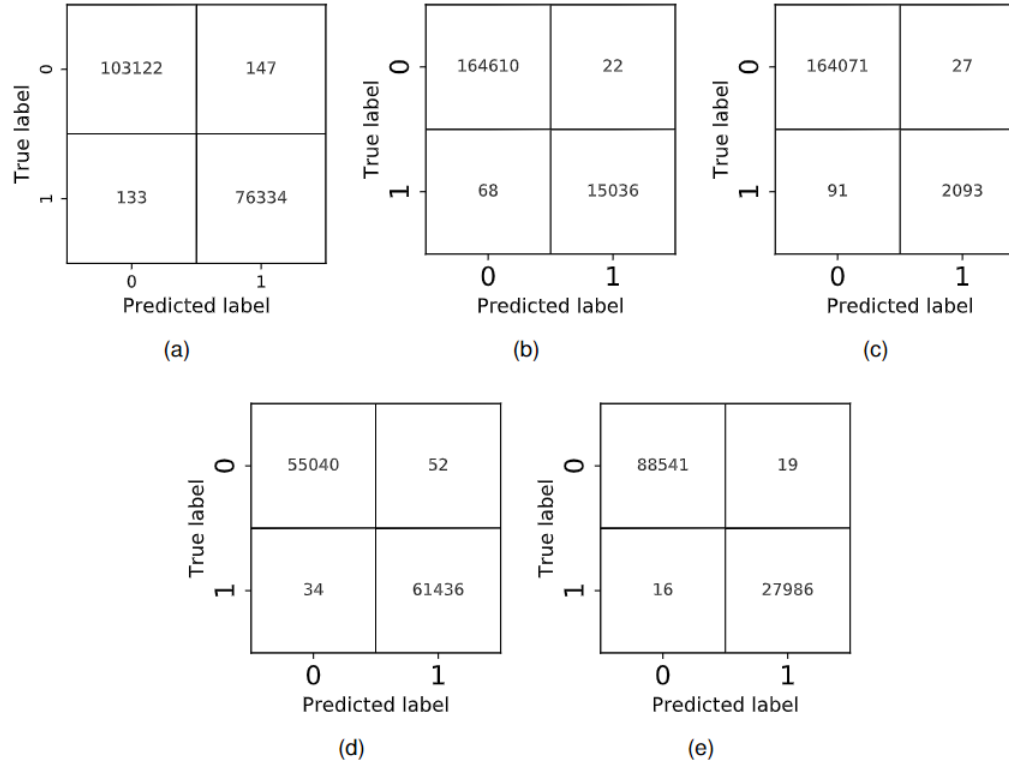 True label
0
103122
147
1
133
76334
0
1
Predicted label
(a)
True label
0
164610
22
1
68
15036
0
1
Predicted label
(b)
True label
0
164071
27
1
91
2093
0
1
Predicted label
(c)
True label
0
55040
52
1
34
61436
0
1
Predicted label
(d)
True label
0
88541
19
1
16
27986
0
1
Predicted label
(e)